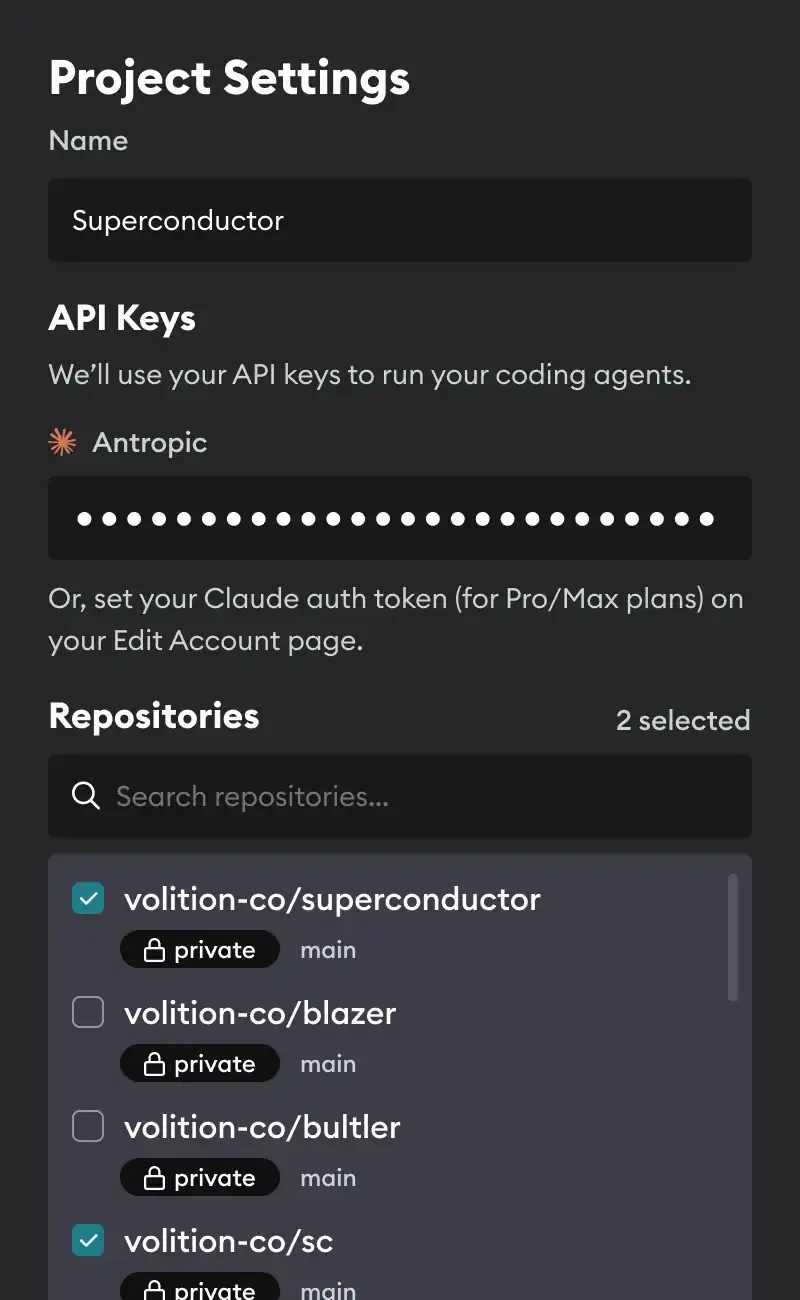 Project Settings
Name
Superconductor
API Keys
We’ll use your API keys to run your coding agents.
Antropic
Or, set your Claude auth token (for Pro/Max plans) on
your Edit Account page.
Repositories
2 selected
Search repositories...
volition-co/superconductor
private main
volition-co/blazer
private main
volition-co/bultler
private main
volition-co/sc
private main